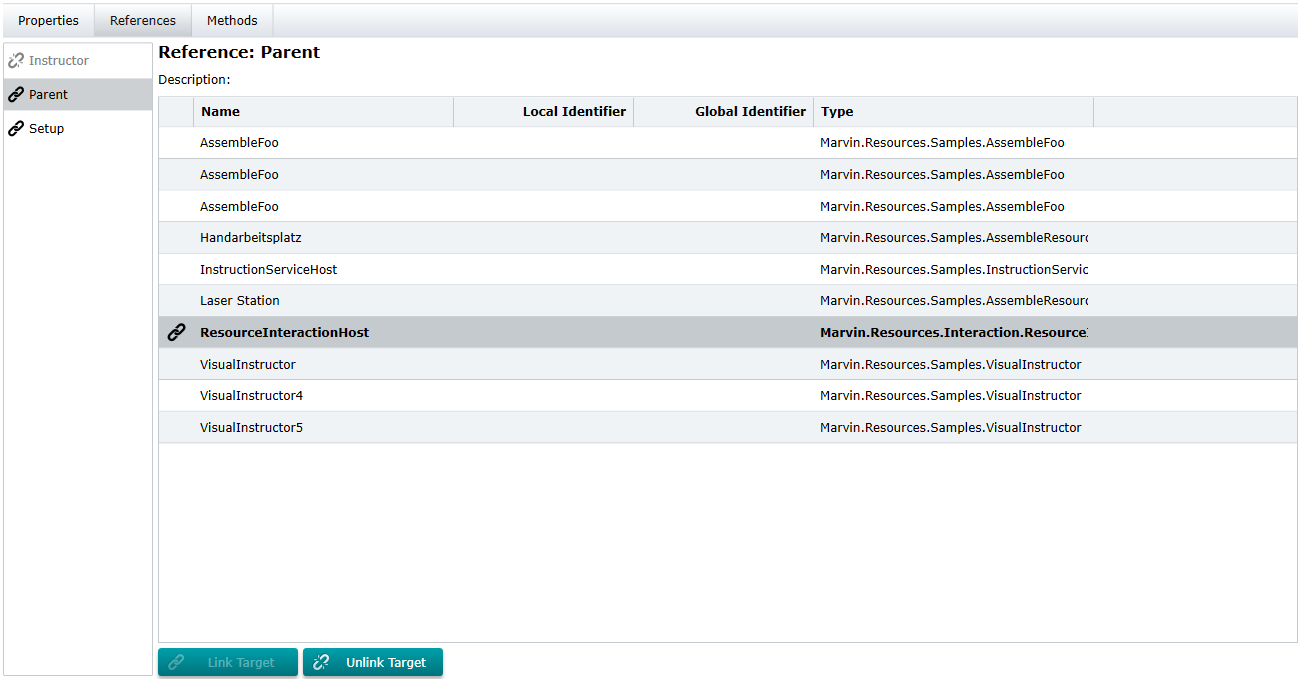 Properties References Methods
Instructor
Parent
Setup
Reference: Parent
Description:
Name Local Identifier Global Identifier Type
AssembleFoo Marvin.Resources.Samples.AssembleFoo
AssembleFoo Marvin.Resources.Samples.AssembleFoo
AssembleFoo Marvin.Resources.Samples.AssembleFoo
Handarbeitsplatz Marvin.Resources.Samples.AssembleResourc
InstructionServiceHost Marvin.Resources.Samples.InstructionServic
Laser Station Marvin.Resources.Samples.AssembleResourc
ResourceInteractionHost Marvin.Resources.Interaction.Resource
VisualInstructor Marvin.Resources.Samples.VisualInstructor
VisualInstructor4 Marvin.Resources.Samples.VisualInstructor
VisualInstructor5 Marvin.Resources.Samples.VisualInstructor
Link Target Unlink Target